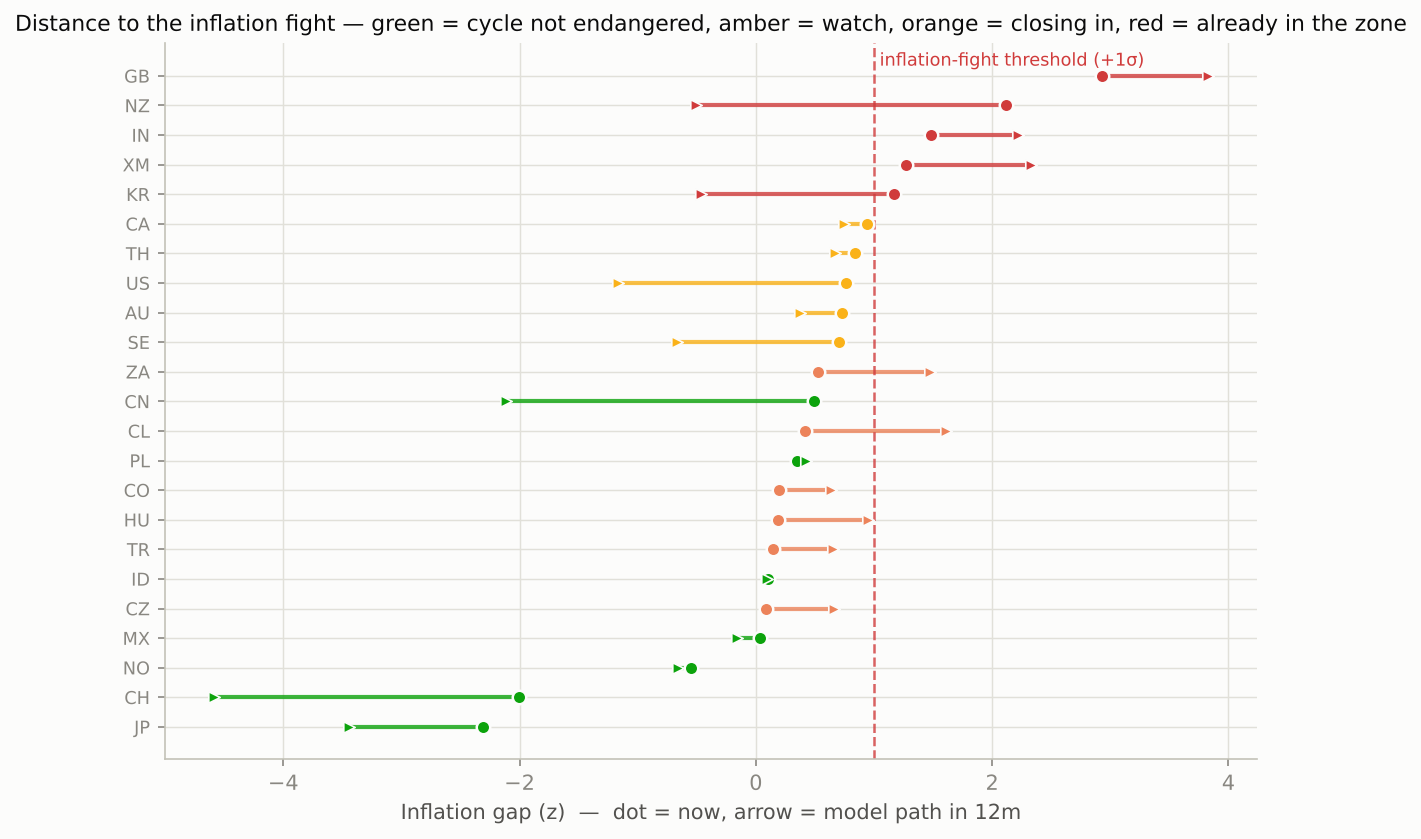 Distance to the inflation fight — green = cycle not endangered, amber = watch, orange = closing in, red = already in the zone
inflation-fight threshold (+1σ)
GB
NZ
IN
XM
KR
CA
TH
US
AU
SE
ZA
CN
CL
PL
CO
HU
TR
ID
CZ
MX
NO
CH
JP
−4 −2 0 2 4
Inflation gap (z) — dot = now, arrow = model path in 12m